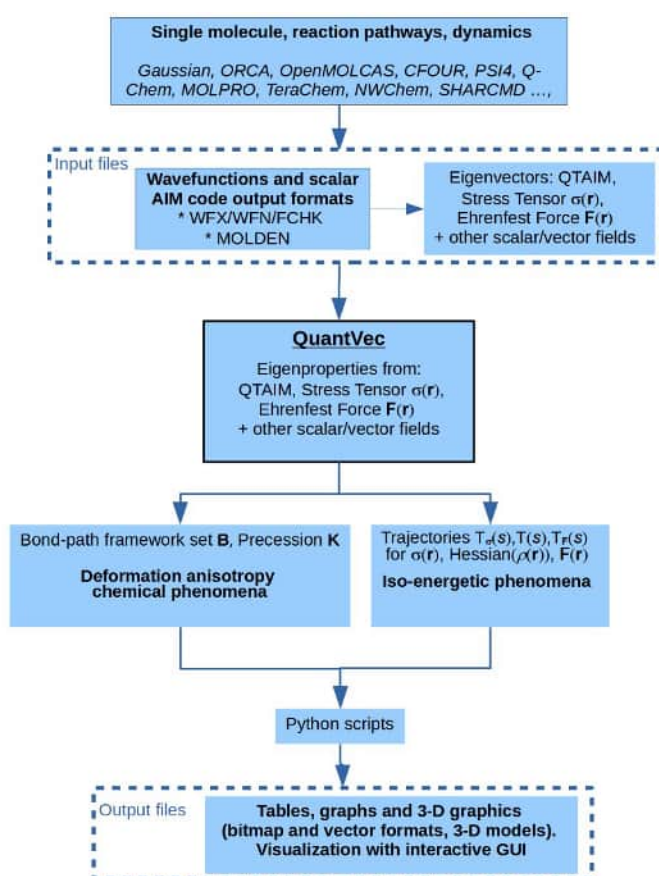 Single molecule, reaction pathways, dynamics
Gaussian, ORCA, OpenMOLCAS, CFOUR, PSI4, Q-
Chem, MOLPRO, TeraChem, NWChem, SHARCMD ...,
Input files
Wavefunctions and scalar
AIM code output formats
* WFX/WFN/FCHK
* MOLDEN
Eigenvectors: QTAIM,
Stress Tensor σ(r),
Ehrenfest Force F(r)
+ other scalar/vector fields
QuantVec
Eigenproperties from:
QTAIM, Stress Tensor σ(r),
Ehrenfest Force F(r)
+ other scalar/vector fields
Bond-path framework set B, Precession K
Deformation anisotropy
chemical phenomena
Trajectories Tσ(s),T(s),TF(s)
for σ(r), Hessian(ρ(r)), F(r)
Iso-energetic phenomena
Python scripts
Output files
Tables, graphs and 3-D graphics
(bitmap and vector formats, 3-D models).
Visualization with interactive GUI